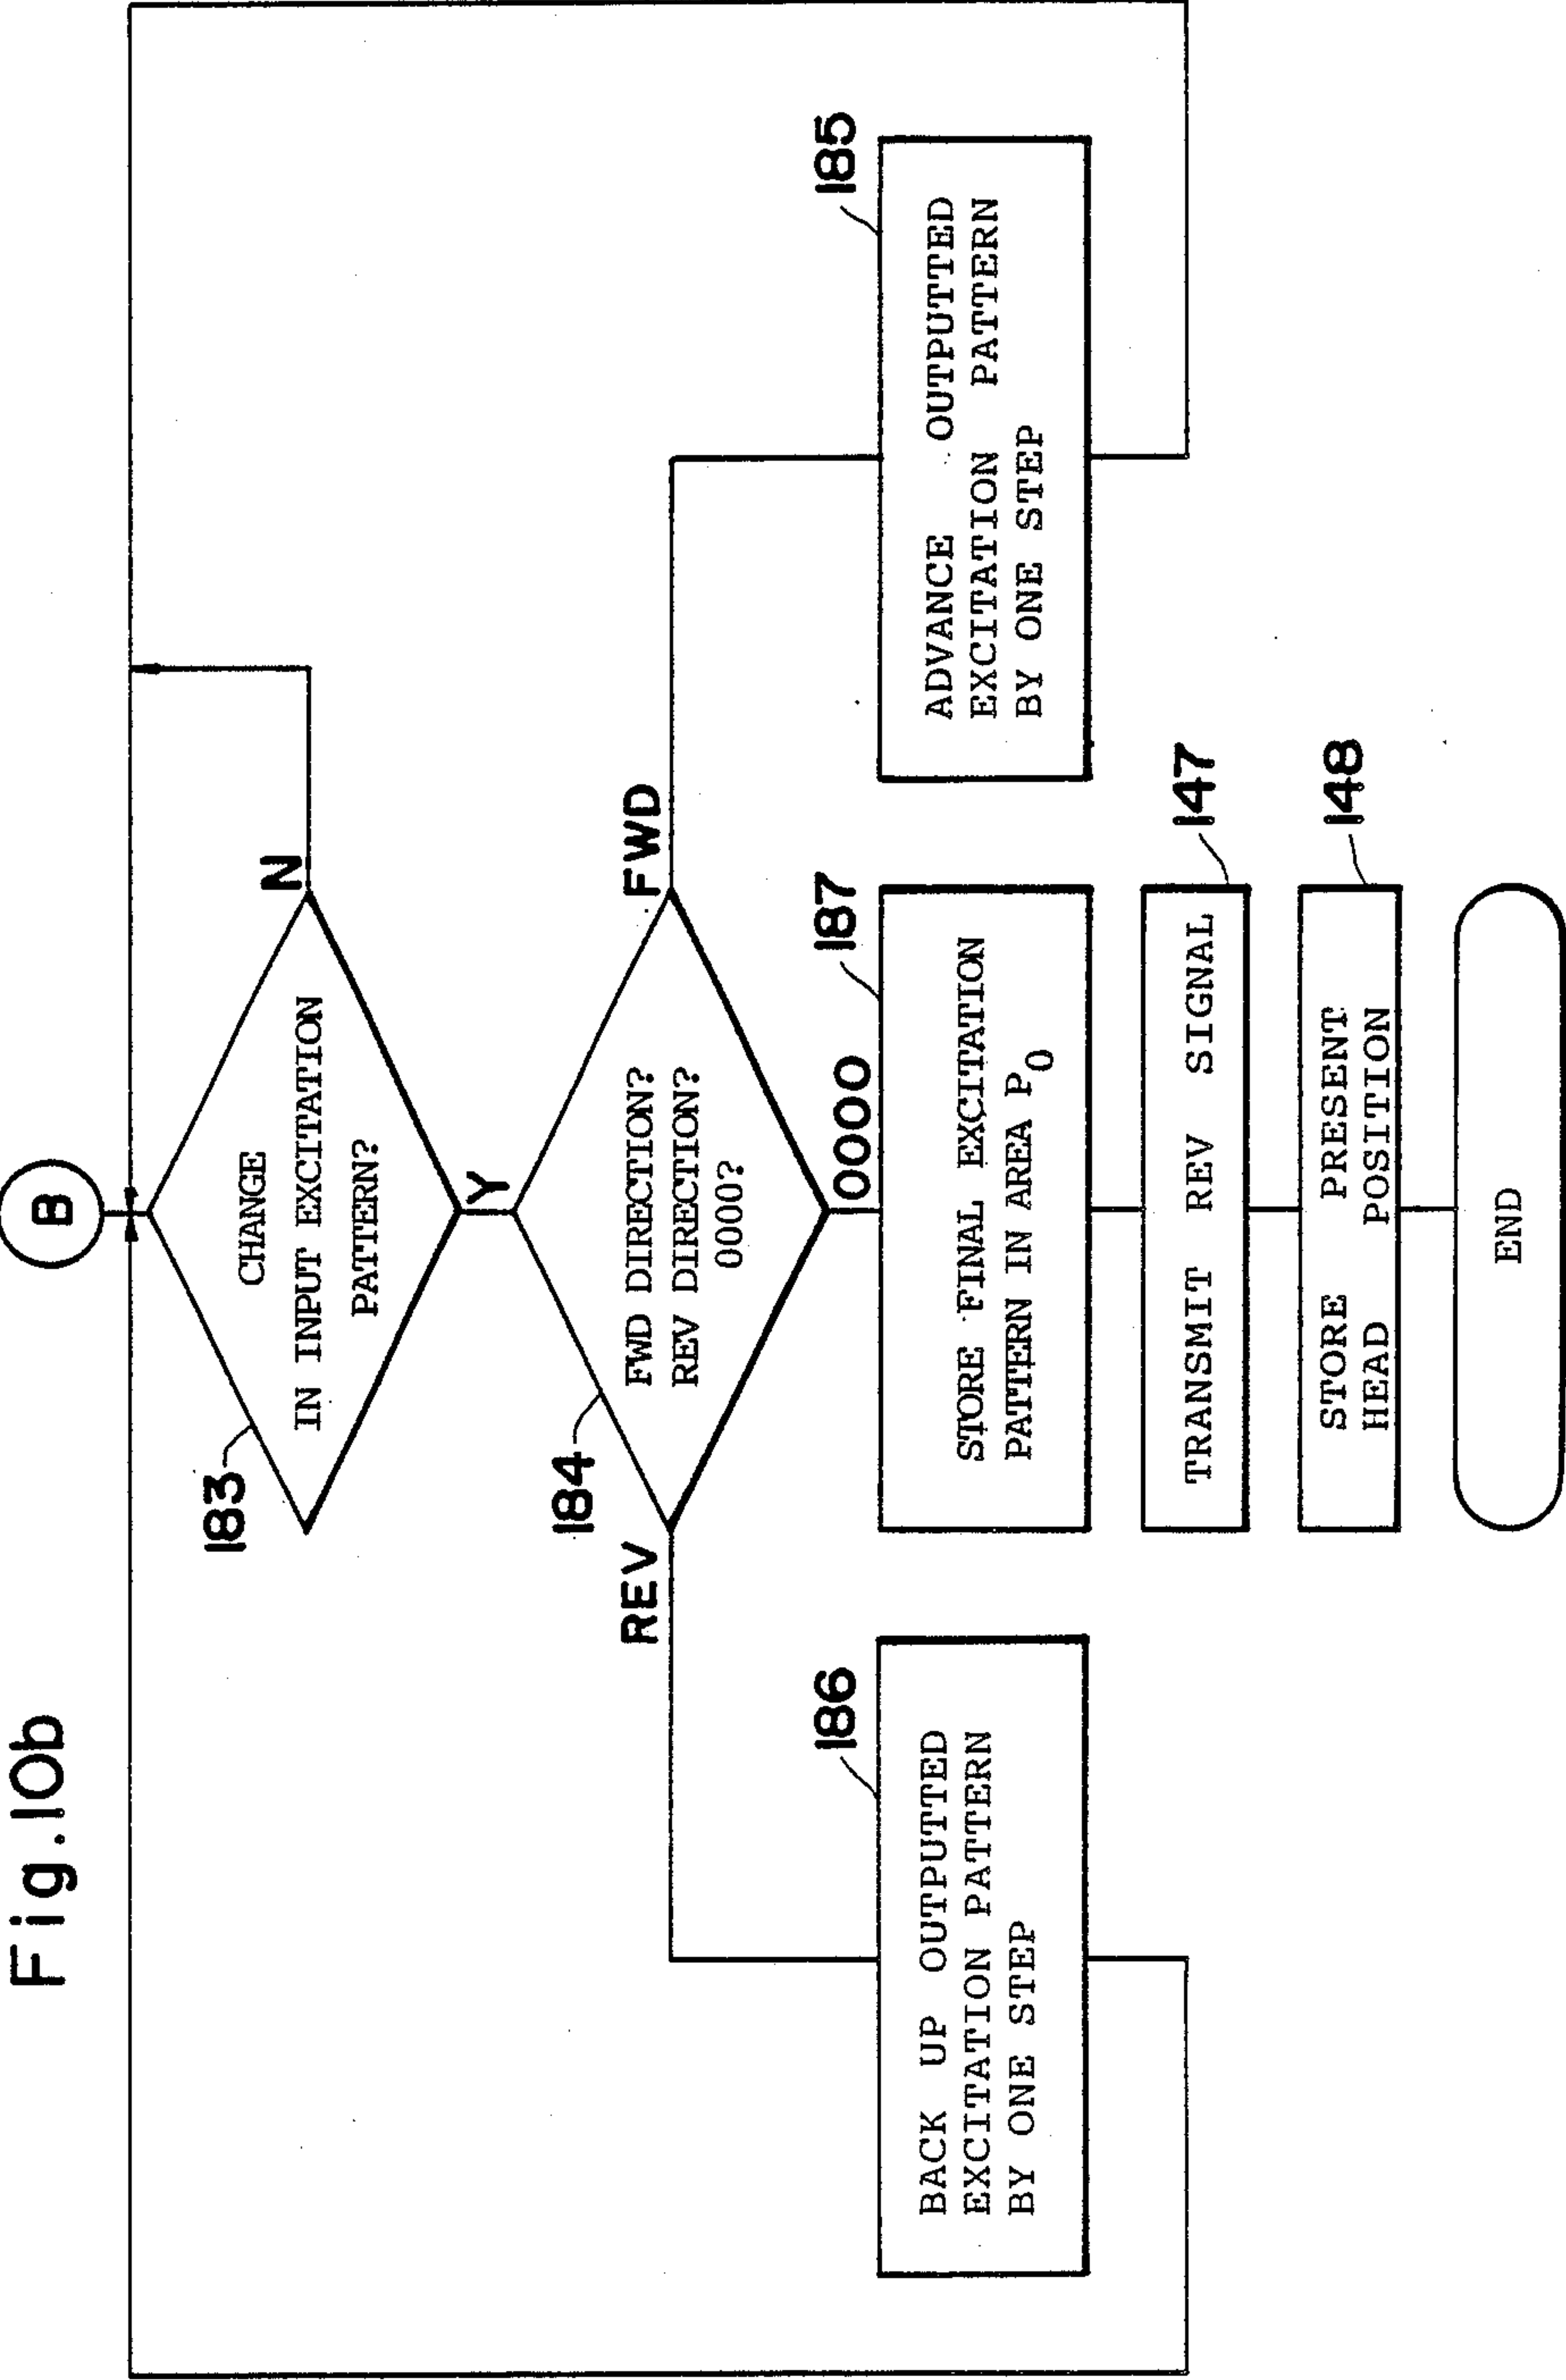 Fig.10b
B
183
CHANGE
IN INPUT EXCITATION
PATTERN?
N
Y
184
FWD DIRECTION?
REV DIRECTION?
0000?
REV
FWD
0000
186
BACK UP OUTPUTTED
EXCITATION PATTERN
BY ONE STEP
187
STORE FINAL EXCITATION
PATTERN IN AREA P0
185
ADVANCE OUTPUTTED
EXCITATION PATTERN
BY ONE STEP
147
TRANSMIT REV SIGNAL
148
STORE PRESENT
HEAD POSITION
END